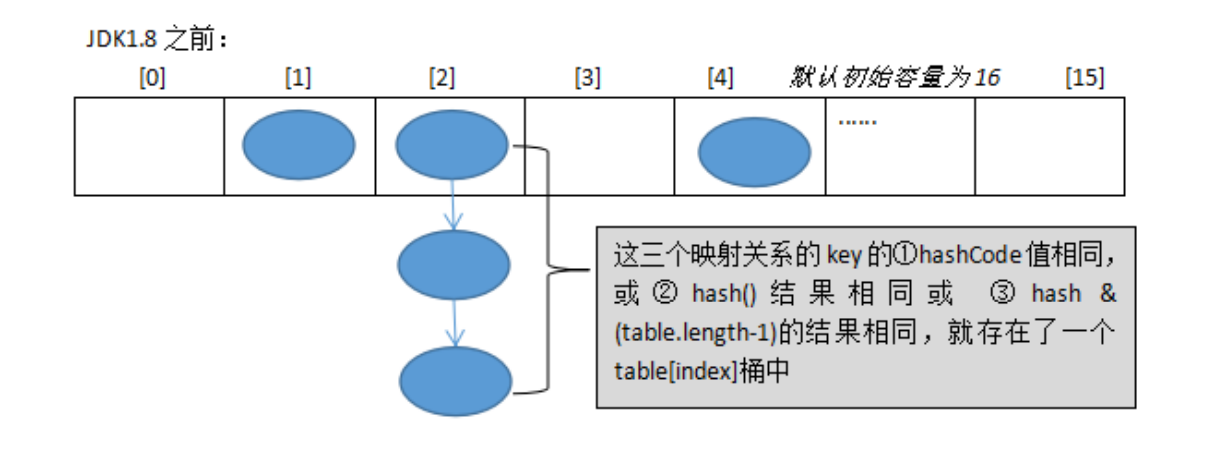 JDK1.8 之前：
[0] [1] [2] [3] [4] 默认初始容量为16 [15]
......
这三个映射关系的 key 的①hashCode 值相同，
或 ② hash() 结 果 相 同 或 ③ hash &
(table.length-1)的结果相同，就存在了一个
table[index]桶中